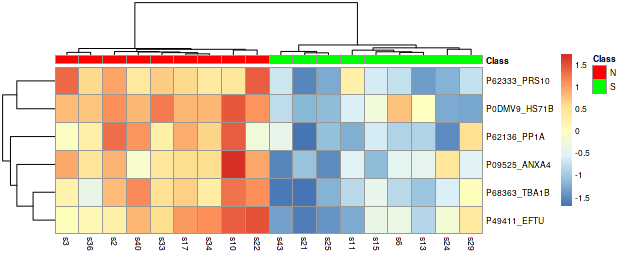 Class
P62333_PRS10
P0DMV9_HS71B
P62136_PP1A
P09525_ANXA4
P68363_TBA1B
P49411_EFTU
s3 s36 s2 s40 s33 s17 s34 s10 s22 s43 s21 s25 s11 s15 s6 s13 s24 s29
1.5
1
0.5
0
-0.5
-1
-1.5
Class
N
S